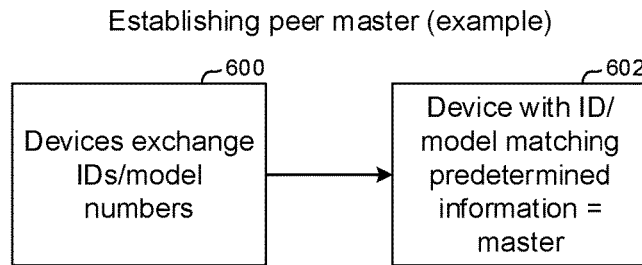 Establishing peer master (example)
600
Devices exchange
IDs/model
numbers
602
Device with ID/
model matching
predetermined
information =
master